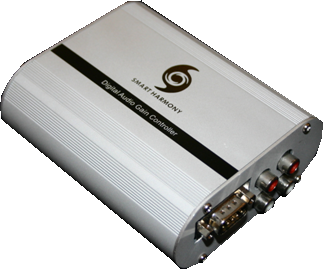 SMART HARMONY
Digital Audio Gain Controller